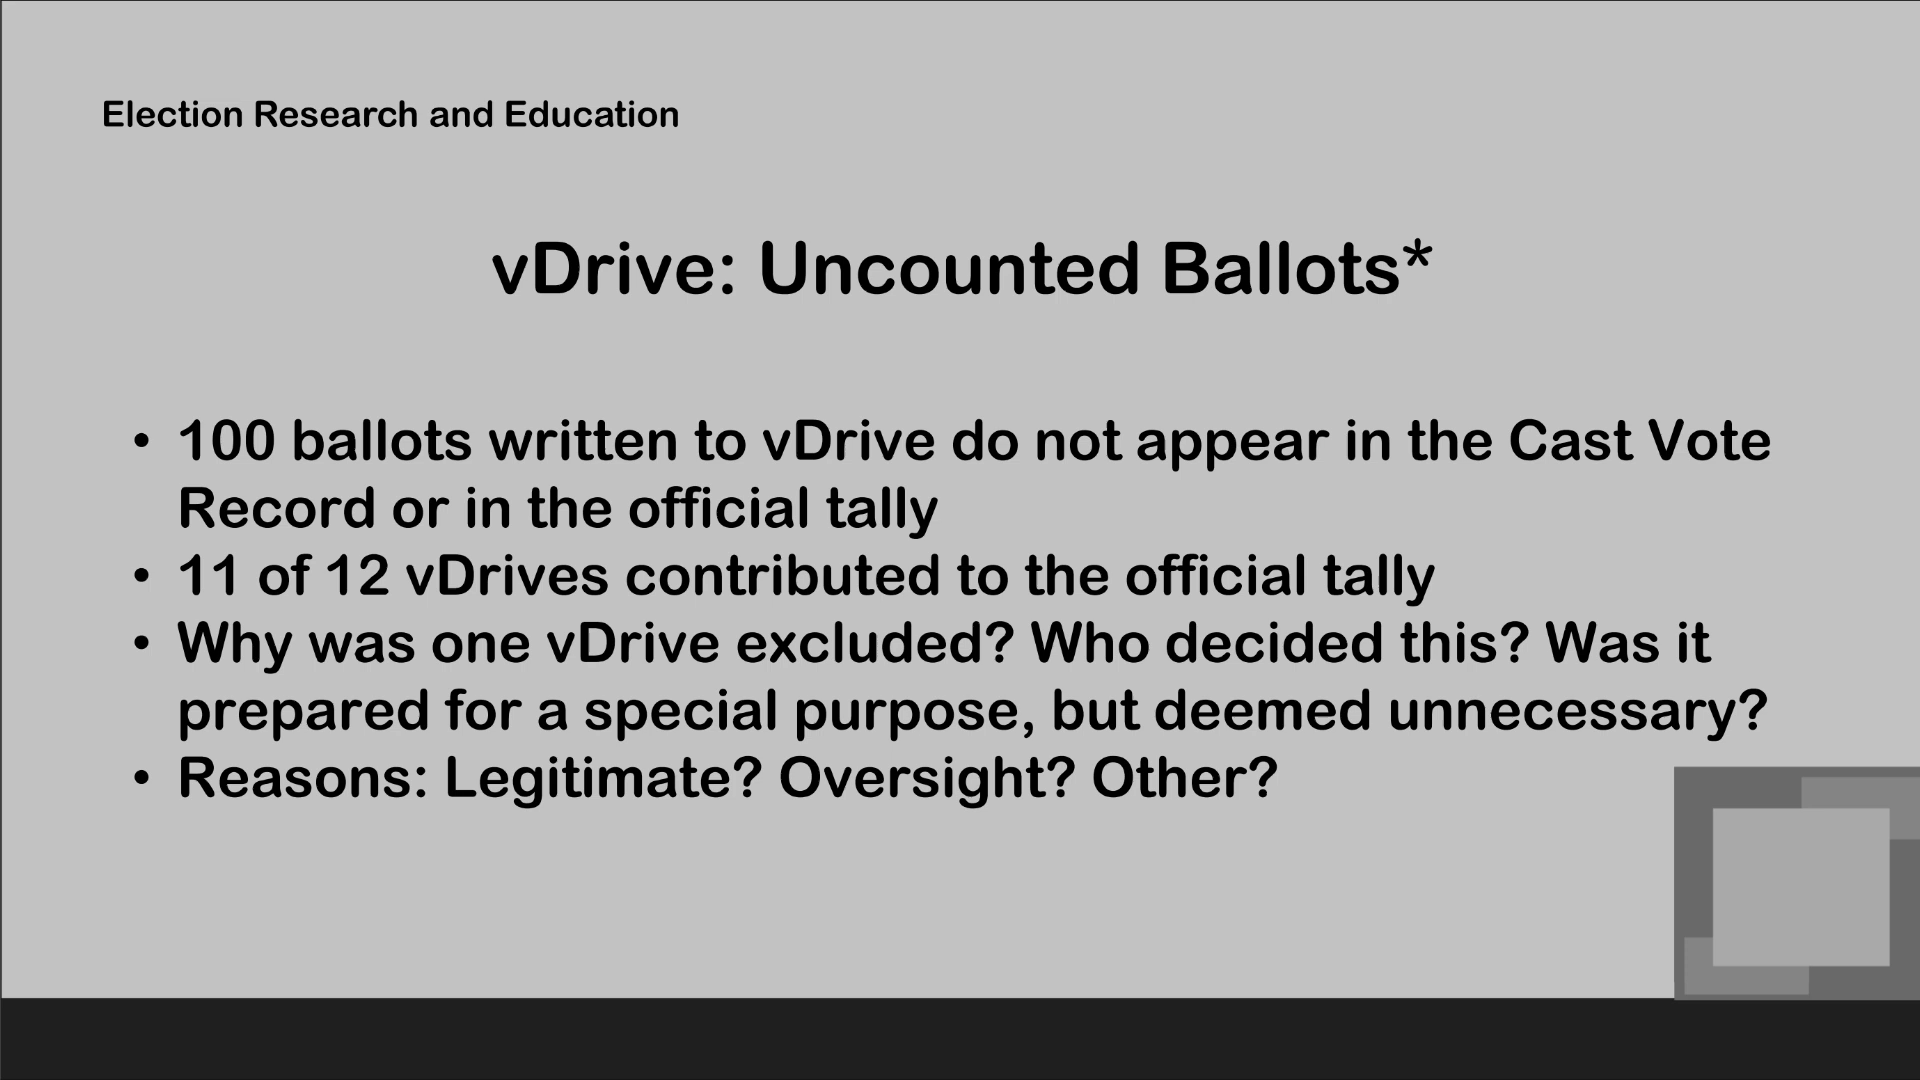 Election Research and Education
vDrive: Uncounted Ballots*
• 100 ballots written to vDrive do not appear in the Cast Vote
Record or in the official tally
• 11 of 12 vDrives contributed to the official tally
• Why was one vDrive excluded? Who decided this? Was it
prepared for a special purpose, but deemed unnecessary?
• Reasons: Legitimate? Oversight? Other?